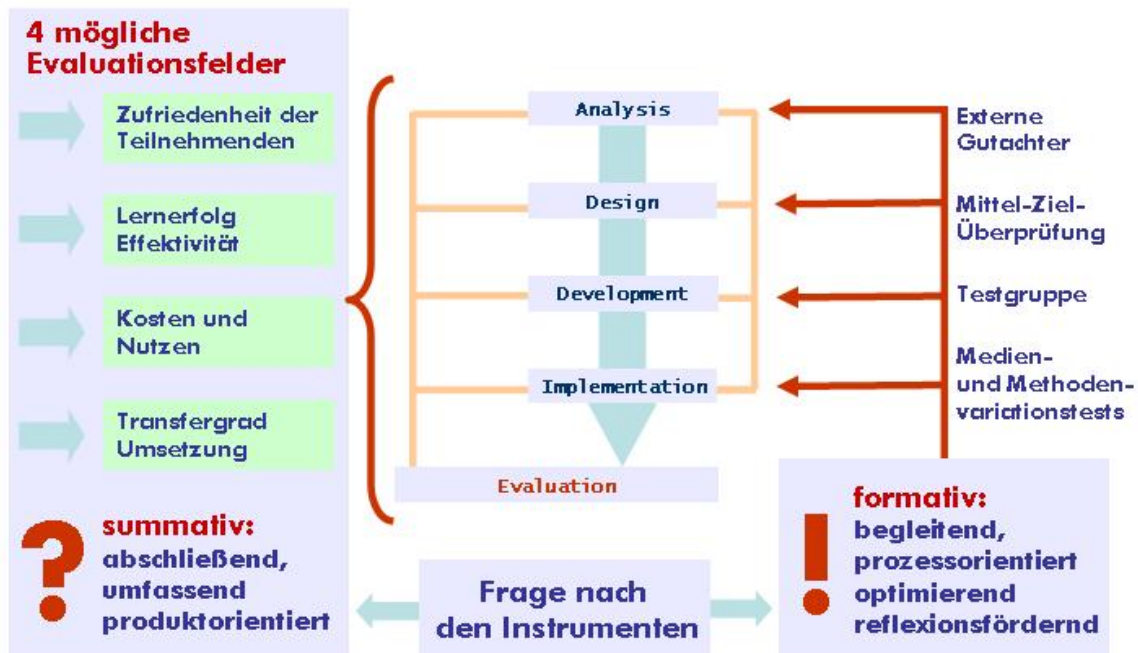 4 mögliche
Evaluationsfelder
Zufriedenheit der
Teilnehmenden
Lernerfolg
Effektivität
Kosten und
Nutzen
Transfergrad
Umsetzung
?
summativ:
abschließend,
umfassend
produktorientiert
Analysis
Design
Development
Implementation
Evaluation
Frage nach
den Instrumenten
Externe
Gutachter
Mittel-Ziel-
Überprüfung
Testgruppe
Medien-
und Methoden-
variationstests
!
formativ:
begleitend,
prozessorientiert
optimierend
reflexionsfördernd